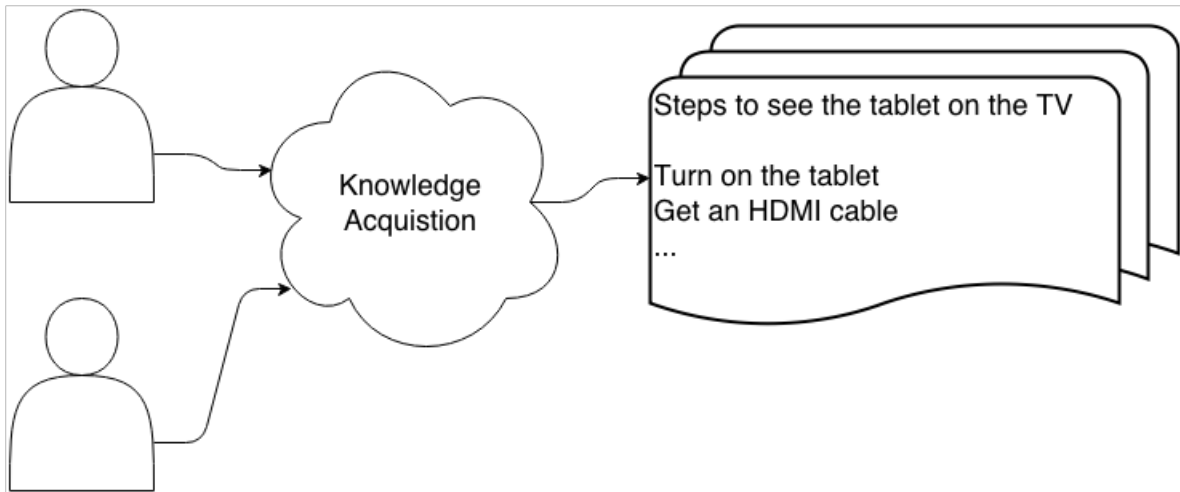 Knowledge
Acquistion
Steps to see the tablet on the TV
Turn on the tablet
Get an HDMI cable
...